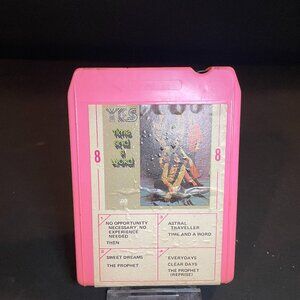 YES
TIME
AND A
WORD
8
8
NO OPPORTUNITY
NECESSARY, NO
EXPERIENCE
NEEDED
THEN
ASTRAL
TRAVELLER
TIME AND A WORD
SWEET DREAMS
THE PROPHET
EVERYDAYS
CLEAR DAYS
THE PROPHET
(REPRISE)